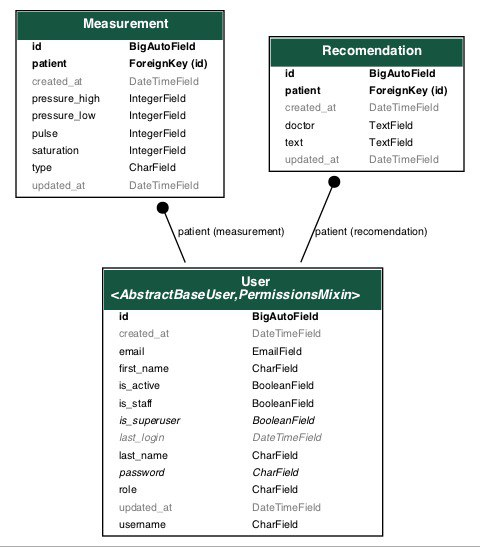 Measurement
id BigAutoField
patient ForeignKey (id)
created_at DateTimeField
pressure_high IntegerField
pressure_low IntegerField
pulse IntegerField
saturation IntegerField
type CharField
updated_at DateTimeField
Recomendation
id BigAutoField
patient ForeignKey (id)
created_at DateTimeField
doctor TextField
text TextField
updated_at DateTimeField
patient (measurement)
patient (recomendation)
User
<AbstractBaseUser,PermissionsMixin>
id BigAutoField
created_at DateTimeField
email EmailField
first_name CharField
is_active BooleanField
is_staff BooleanField
is_superuser BooleanField
last_login DateTimeField
last_name CharField
password CharField
role CharField
updated_at DateTimeField
username CharField